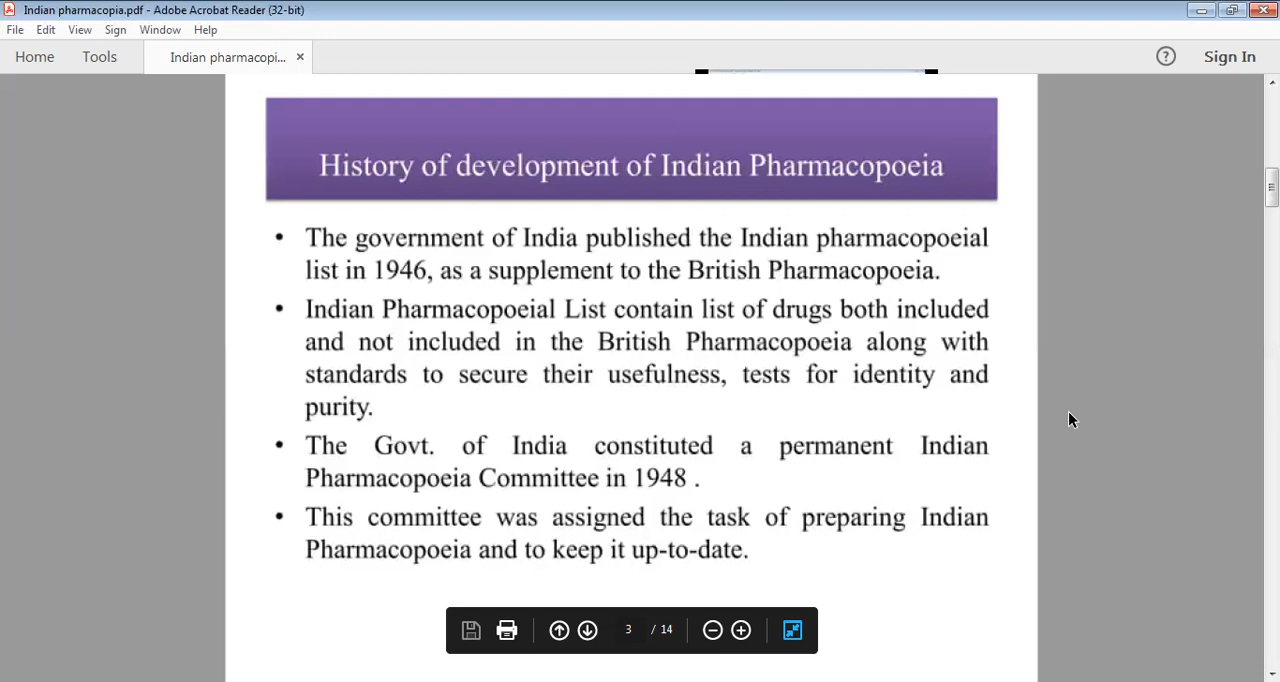 Indian pharmacopia.pdf - Adobe Acrobat Reader (32-bit)
File Edit View Sign Window Help
Home Tools Indian pharmacopi... × ? Sign In
History of development of Indian Pharmacopoeia
• The government of India published the Indian pharmacopoeial
list in 1946, as a supplement to the British Pharmacopoeia.
• Indian Pharmacopoeial List contain list of drugs both included
and not included in the British Pharmacopoeia along with
standards to secure their usefulness, tests for identity and
purity.
• The Govt. of India constituted a permanent Indian
Pharmacopoeia Committee in 1948 .
• This committee was assigned the task of preparing Indian
Pharmacopoeia and to keep it up-to-date.
3 / 14